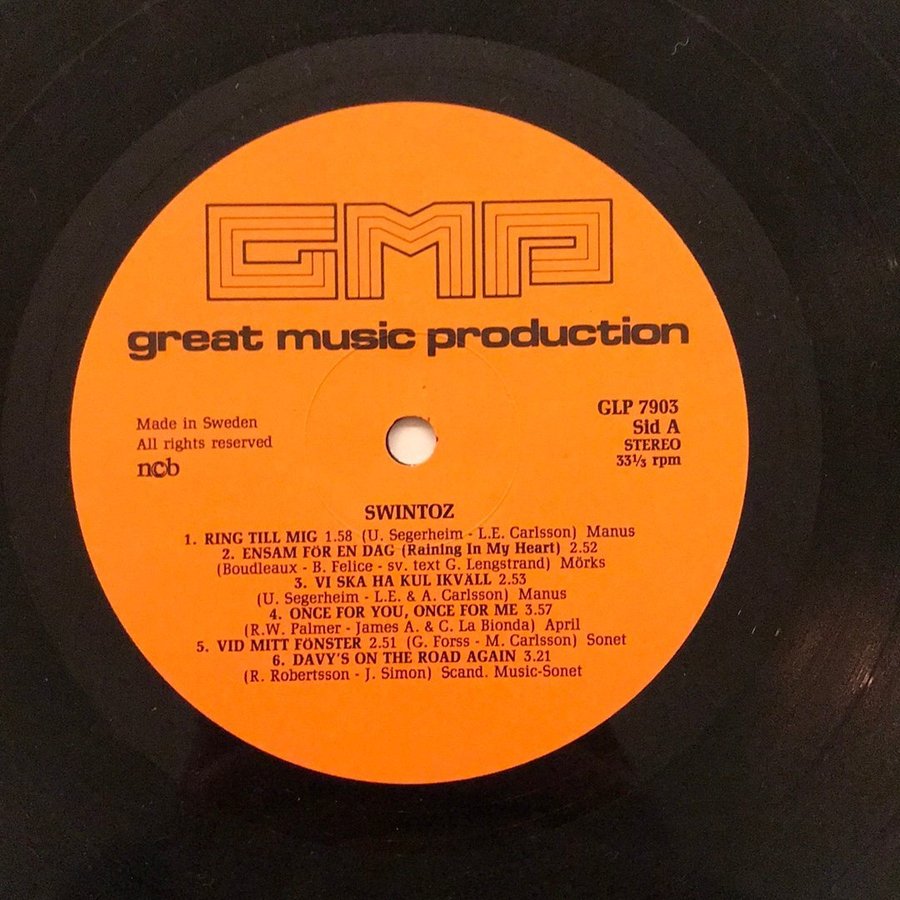 GMP
great music production
Made in Sweden
All rights reserved
ncb
GLP 7903
Sid A
STEREO
33⅓ rpm
SWINTOZ
1. RING TILL MIG 1.58 (U. Segerheim - L.E. Carlsson) Manus
2. ENSAM FÖR EN DAG (Raining In My Heart) 2.52
(Boudleaux - B. Felice - sv. text G. Lengstrand) Mörks
3. VI SKA HA KUL IKVÄLL 2.53
(U. Segerheim - L.E. & A. Carlsson) Manus
4. ONCE FOR YOU, ONCE FOR ME 3.57
(R.W. Palmer - James A. & C. La Bionda) April
5. VID MITT FÖNSTER 2.51 (G. Forss - M. Carlsson) Sonet
6. DAVY'S ON THE ROAD AGAIN 3.21
(R. Robertsson - J. Simon) Scand. Music-Sonet